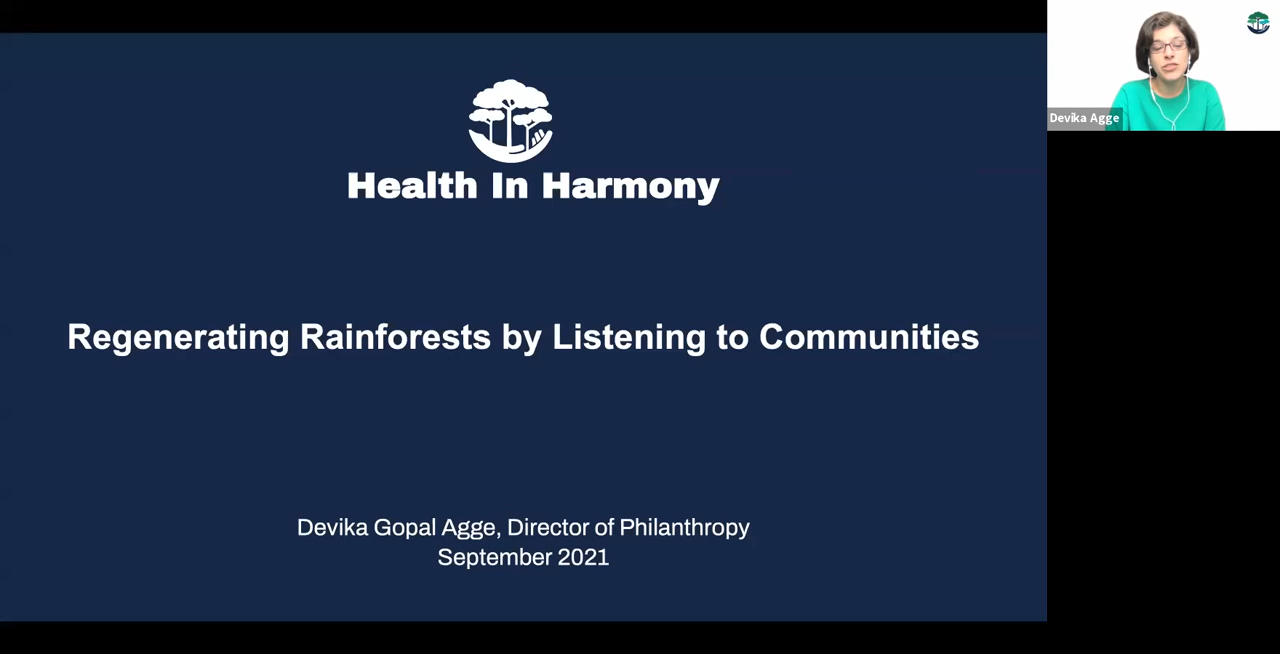 Health In Harmony
Regenerating Rainforests by Listening to Communities
Devika Gopal Agge, Director of Philanthropy
September 2021
Devika Agge